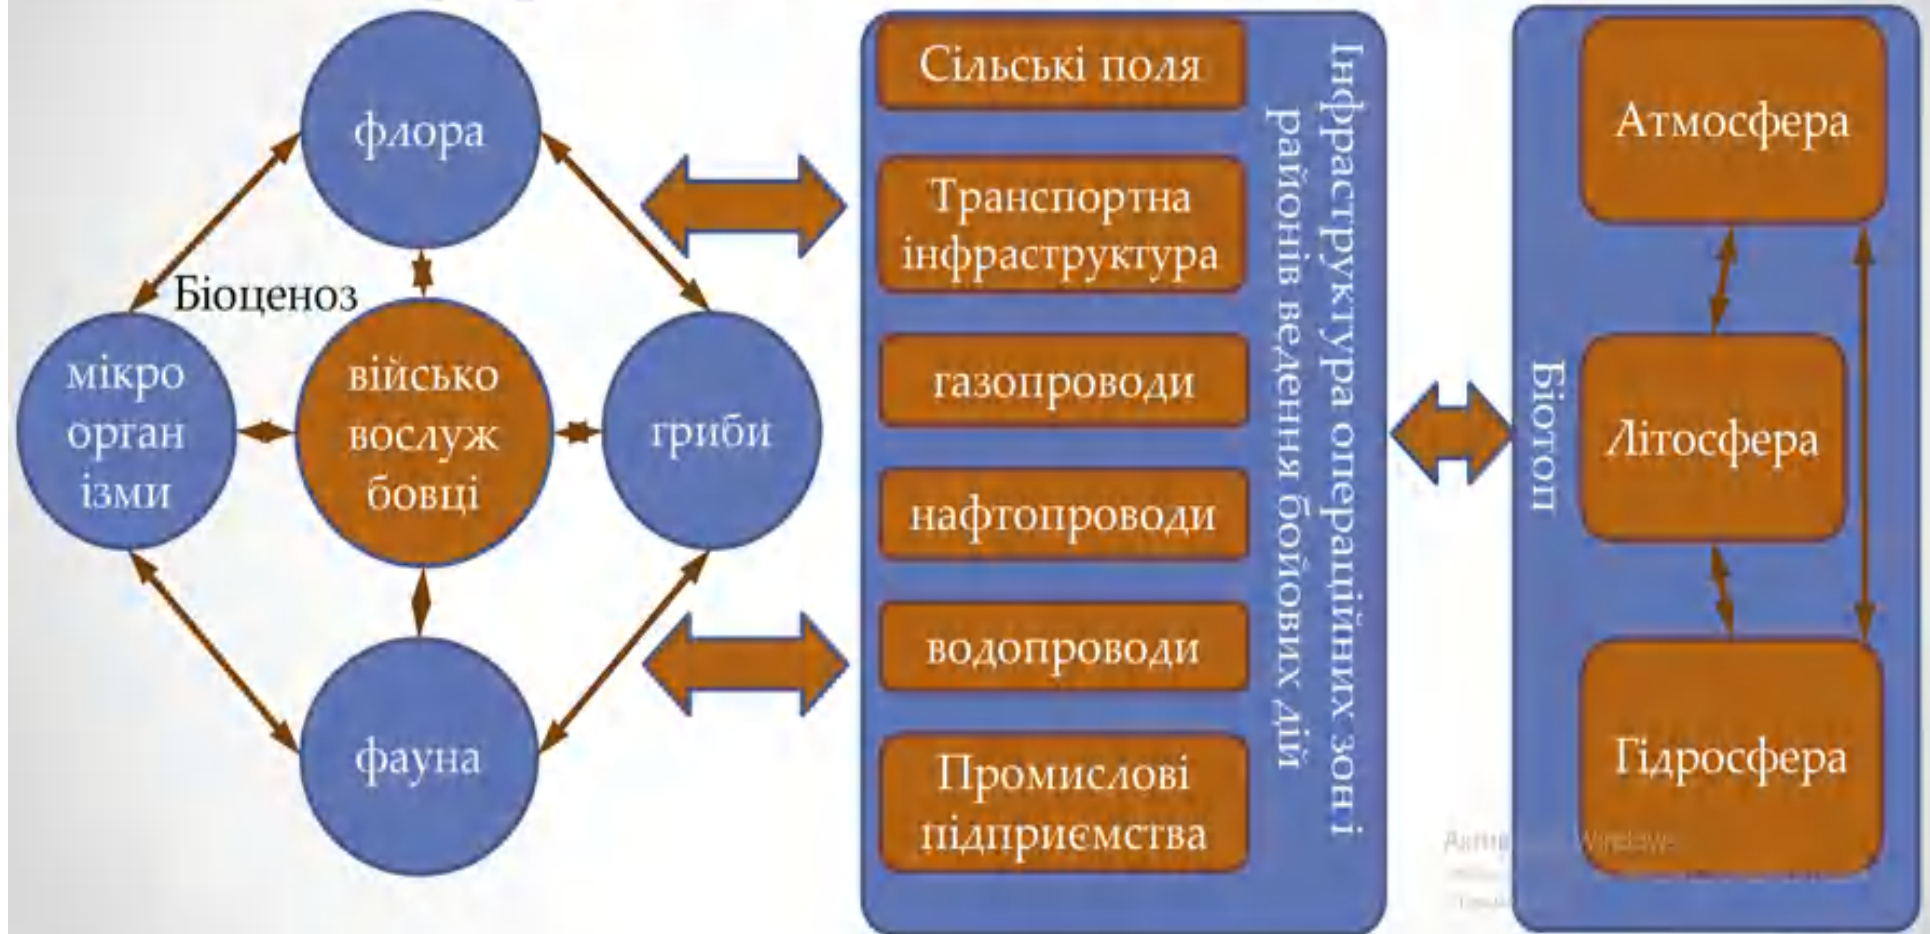 флора
Біоценоз
мікро
орган
ізми
військо
вослуж
бовці
гриби
фауна
Сільські поля
Транспортна
інфраструктура
газопроводи
нафтопроводи
водопроводи
Промислові
підприємства
Інфраструктура операційних зон і
районів ведення бойових дій
Біотоп
Атмосфера
Літосфера
Гідросфера
Windows